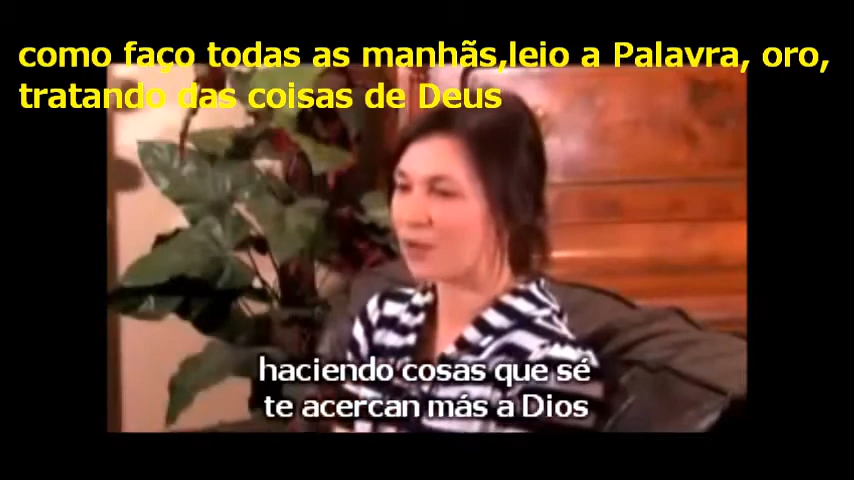 como faço todas as manhãs,leio a Palavra, oro,
tratando das coisas de Deus
haciendo cosas que sé
te acercan más a Dios